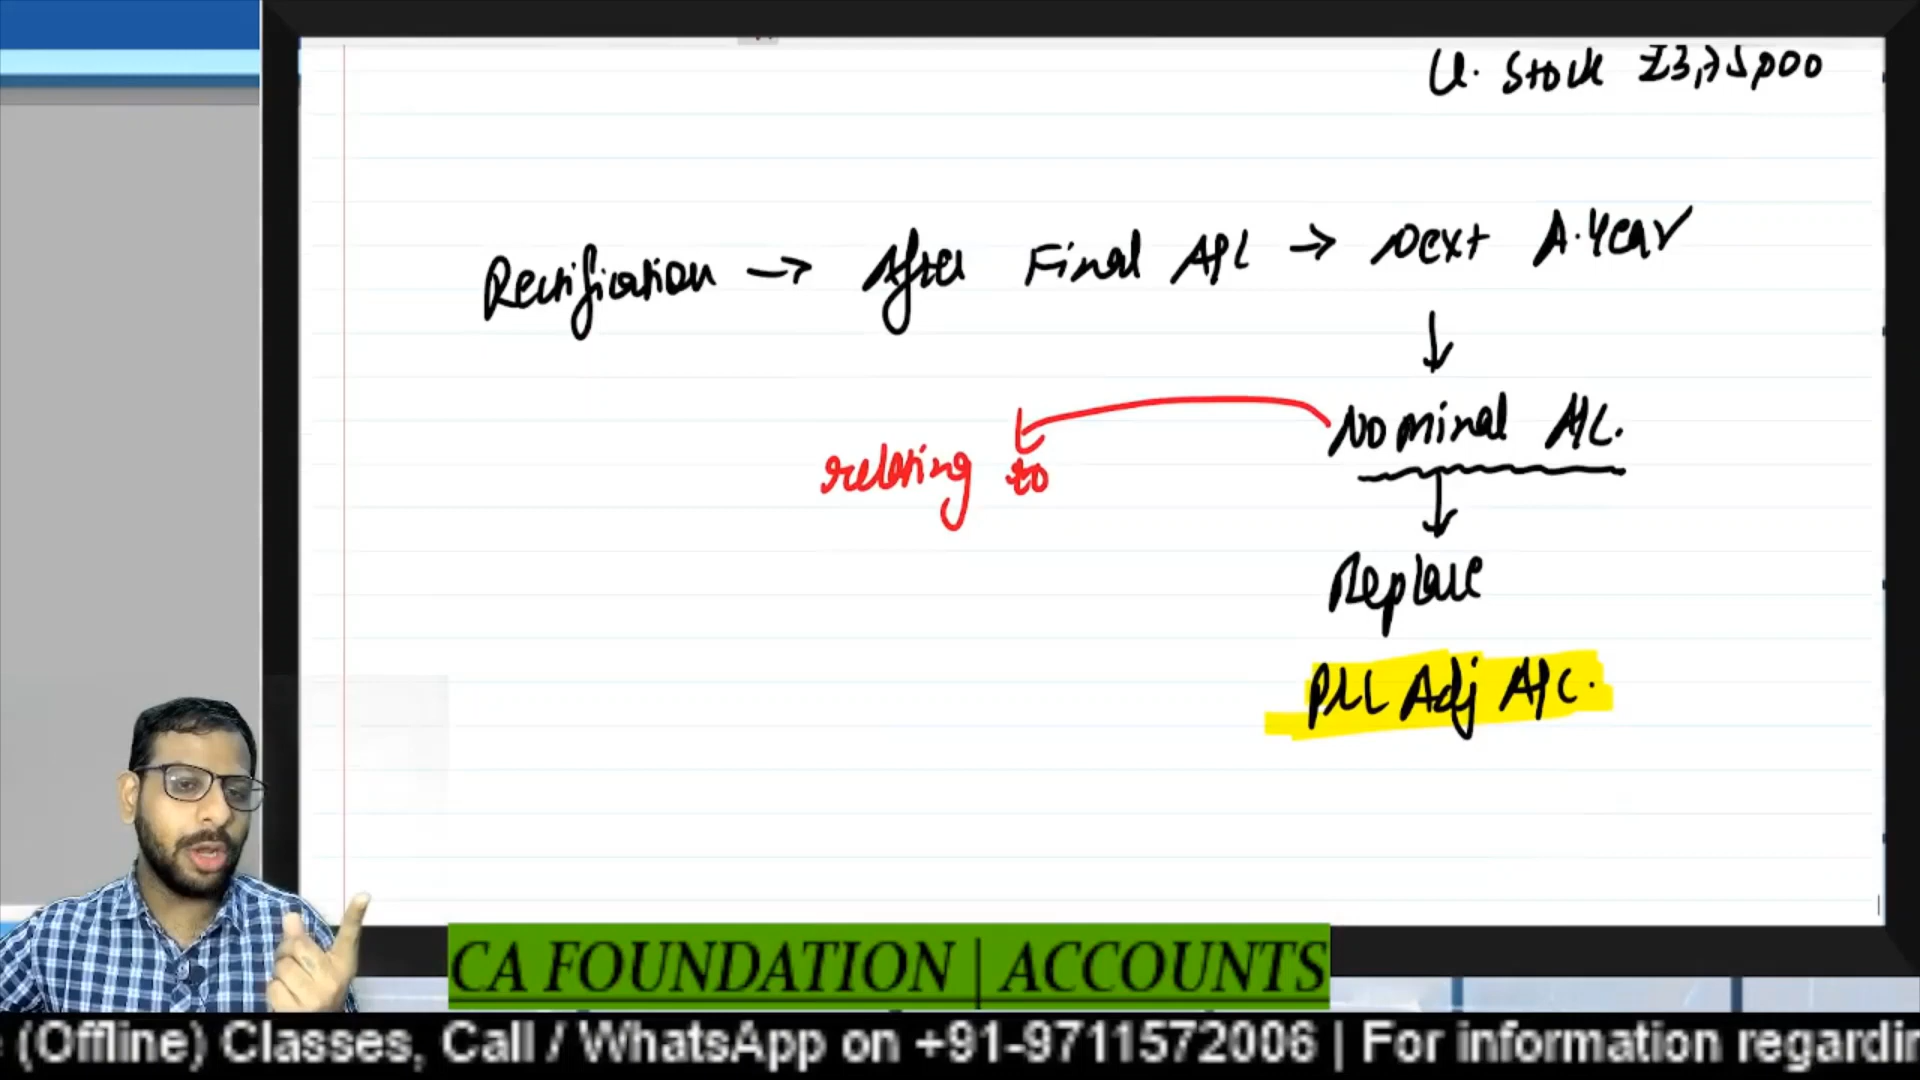 Cl. Stock ₹3,75,000
Rectification → After Final A/c → Next A.Year
↓
Nominal A/c.
relating to
↓
Replace
P&L Adj A/c.
CA FOUNDATION | ACCOUNTS
(Offline) Classes, Call / WhatsApp on +91-9711572006 | For information regardin